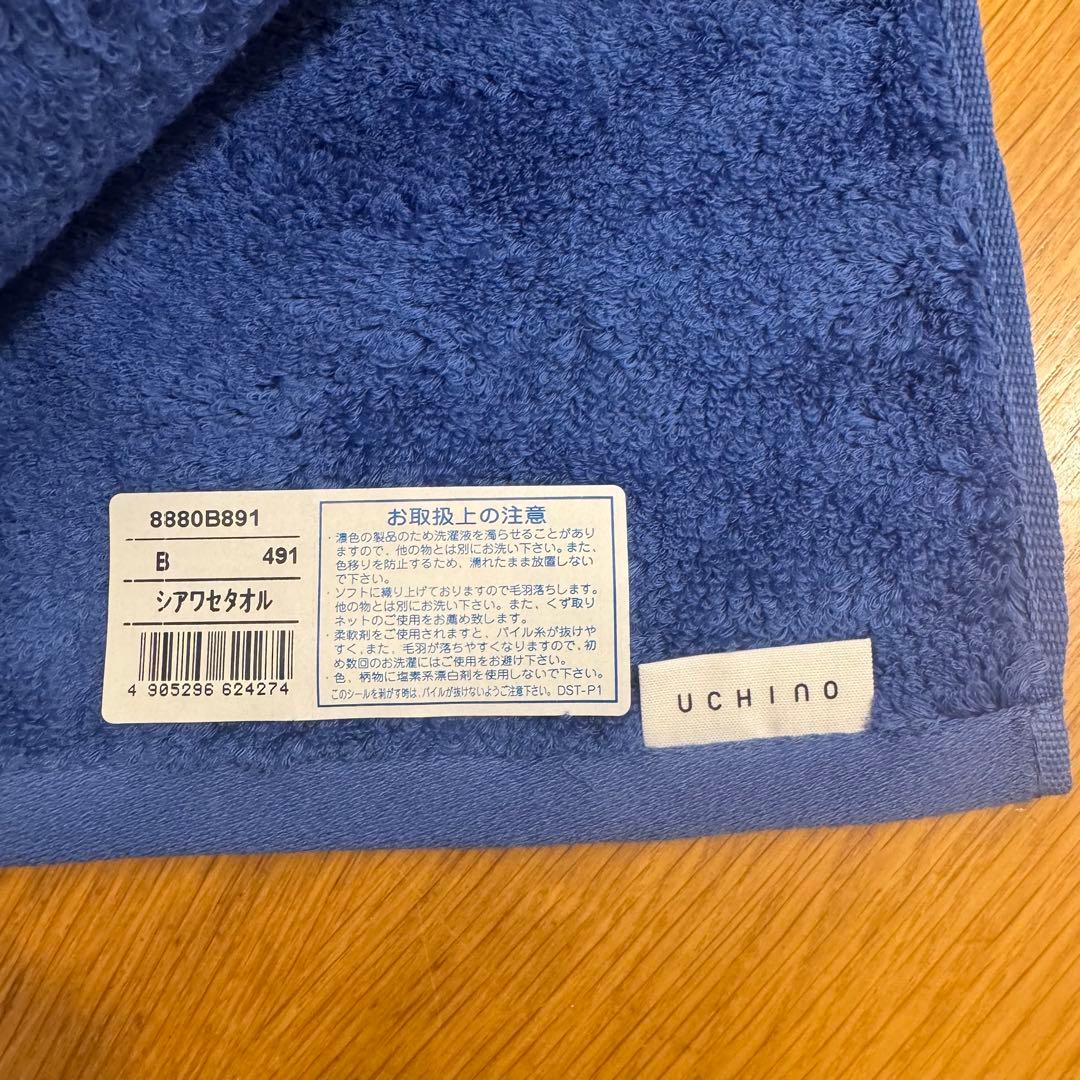 8880B891
B 491
シアワセタオル
4 905296 624274
お取扱上の注意
・濃色の製品のため洗濯液を濁らせることがあり
ますので、他の物とは別にお洗い下さい。また、
色移りを防止するため、濡れたまま放置しない
で下さい。
・ソフトに織り上げておりますので毛羽落ちします。
他の物とは別にお洗い下さい。また、くず取り
ネットのご使用をお薦め致します。
・柔軟剤をご使用されますと、パイル糸が抜けや
すく、また、毛羽が落ちやすくなりますので、初
め数回のお洗濯にはご使用をお避け下さい。
・色、柄物に塩素系漂白剤を使用しないで下さい。
このシールを剥がす時は、パイルが抜けないようご注意下さい。DST-P1
UCHINO